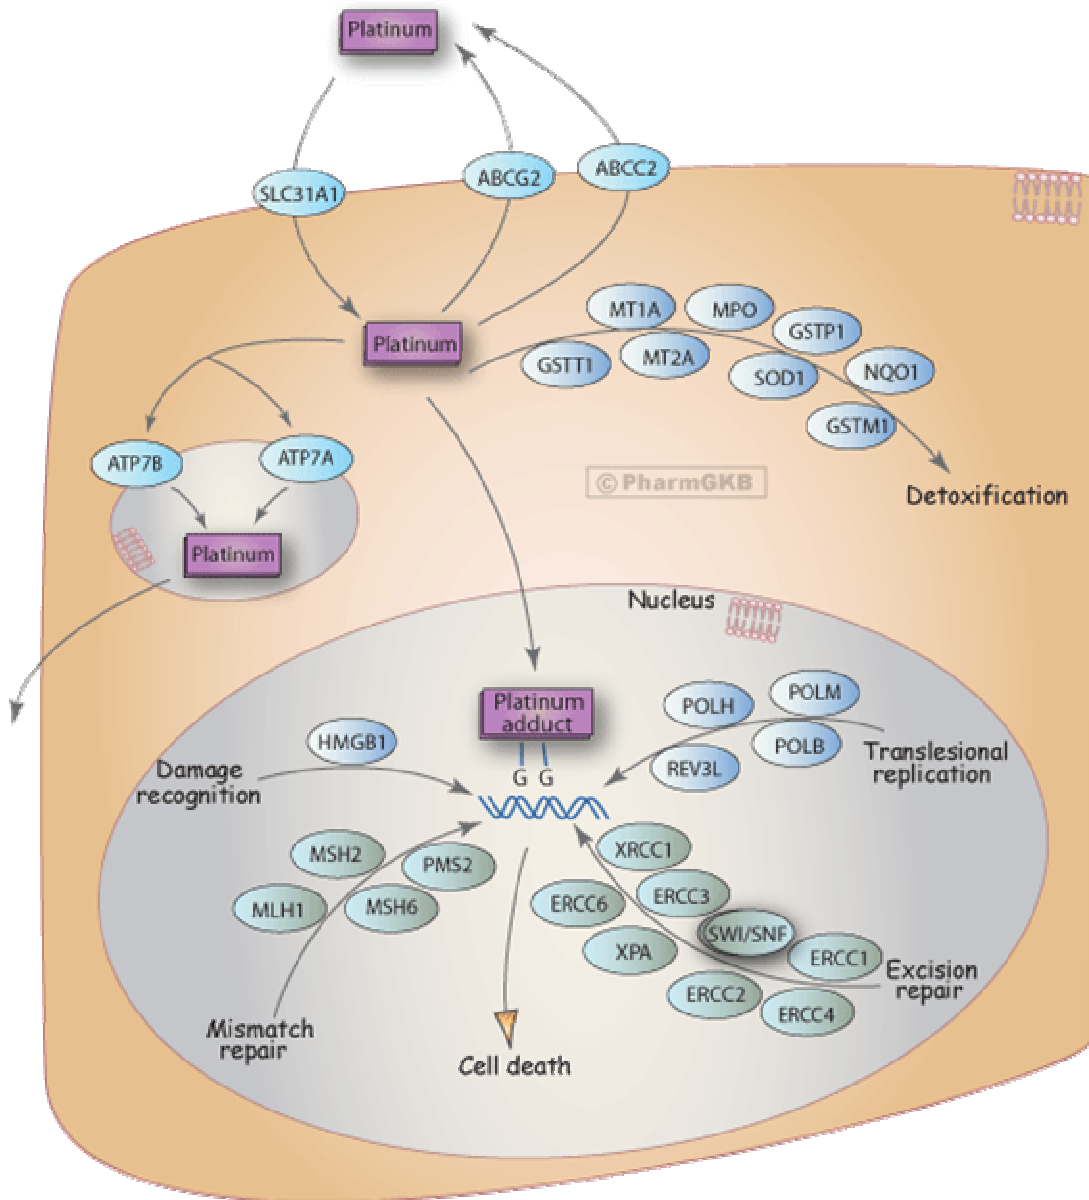 Platinum
SLC31A1
ABCG2
ABCC2
Platinum
MT1A
MPO
GSTP1
GSTT1
MT2A
SOD1
NQO1
GSTM1
Detoxification
ATP7B
ATP7A
Platinum
© PharmGKB
Nucleus
Platinum
adduct
G G
HMGB1
Damage
recognition
POLH
POLM
REV3L
POLB
Translesional
replication
MSH2
PMS2
MLH1
MSH6
Mismatch
repair
XRCC1
ERCC6
ERCC3
XPA
SWI/SNF
ERCC1
ERCC2
ERCC4
Excision
repair
Cell death